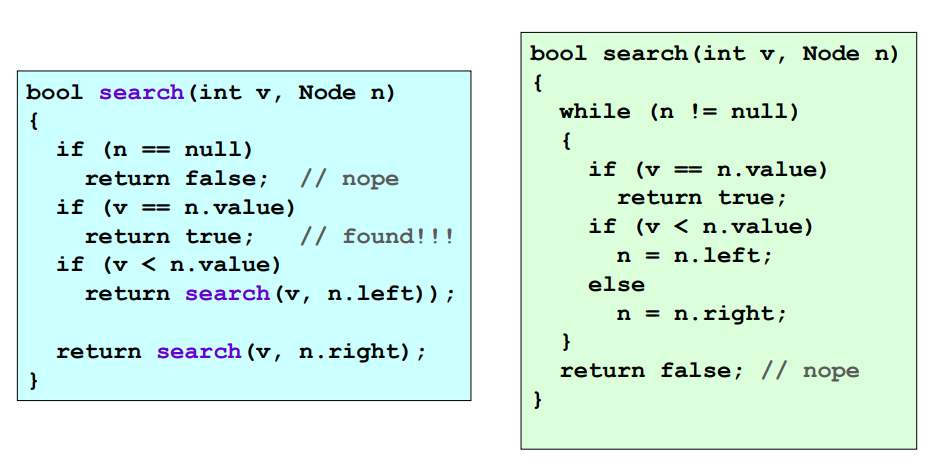 bool search(int v, Node n)
{
  if (n == null)
    return false;  // nope
  if (v == n.value)
    return true;   // found!!!
  if (v < n.value)
    return search(v, n.left));

  return search(v, n.right);
}
bool search(int v, Node n)
{
  while (n != null)
  {
    if (v == n.value)
      return true;
    if (v < n.value)
      n = n.left;
    else
      n = n.right;
  }
  return false; // nope
}